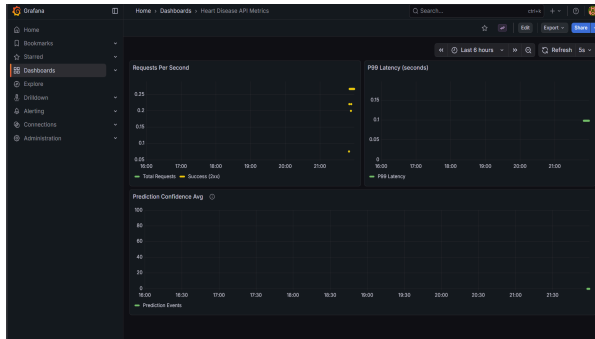 Grafana
Home › Dashboards › Heart Disease API Metrics
Search...
ctrl+k
Home
Bookmarks
Starred
Dashboards
Explore
Drilldown
Alerting
Connections
Administration
Edit
Export
Share
Last 6 hours
Refresh
5s
Requests Per Second
0.25
0.2
0.15
0.1
0.05
16:00 17:00 18:00 19:00 20:00 21:00
Total Requests Success (2xx)
P99 Latency (seconds)
0.15
0.1
0.05
0
16:00 17:00 18:00 19:00 20:00 21:00
P99 Latency
Prediction Confidence Avg
100
80
60
40
20
0
16:00 16:30 17:00 17:30 18:00 18:30 19:00 19:30 20:00 20:30 21:00 21:30
Prediction Events